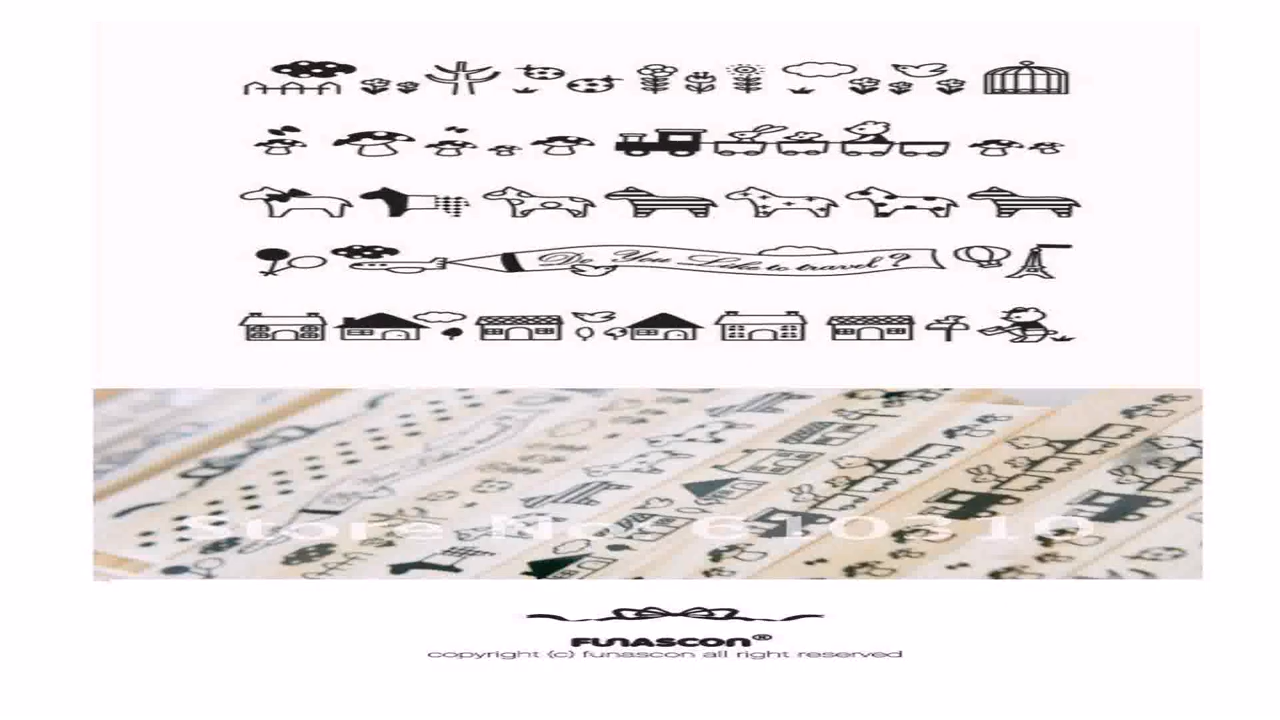 Do You Like to travel?
Store No: 610310
FUNASCON®
copyright (c) funascon all right reserved